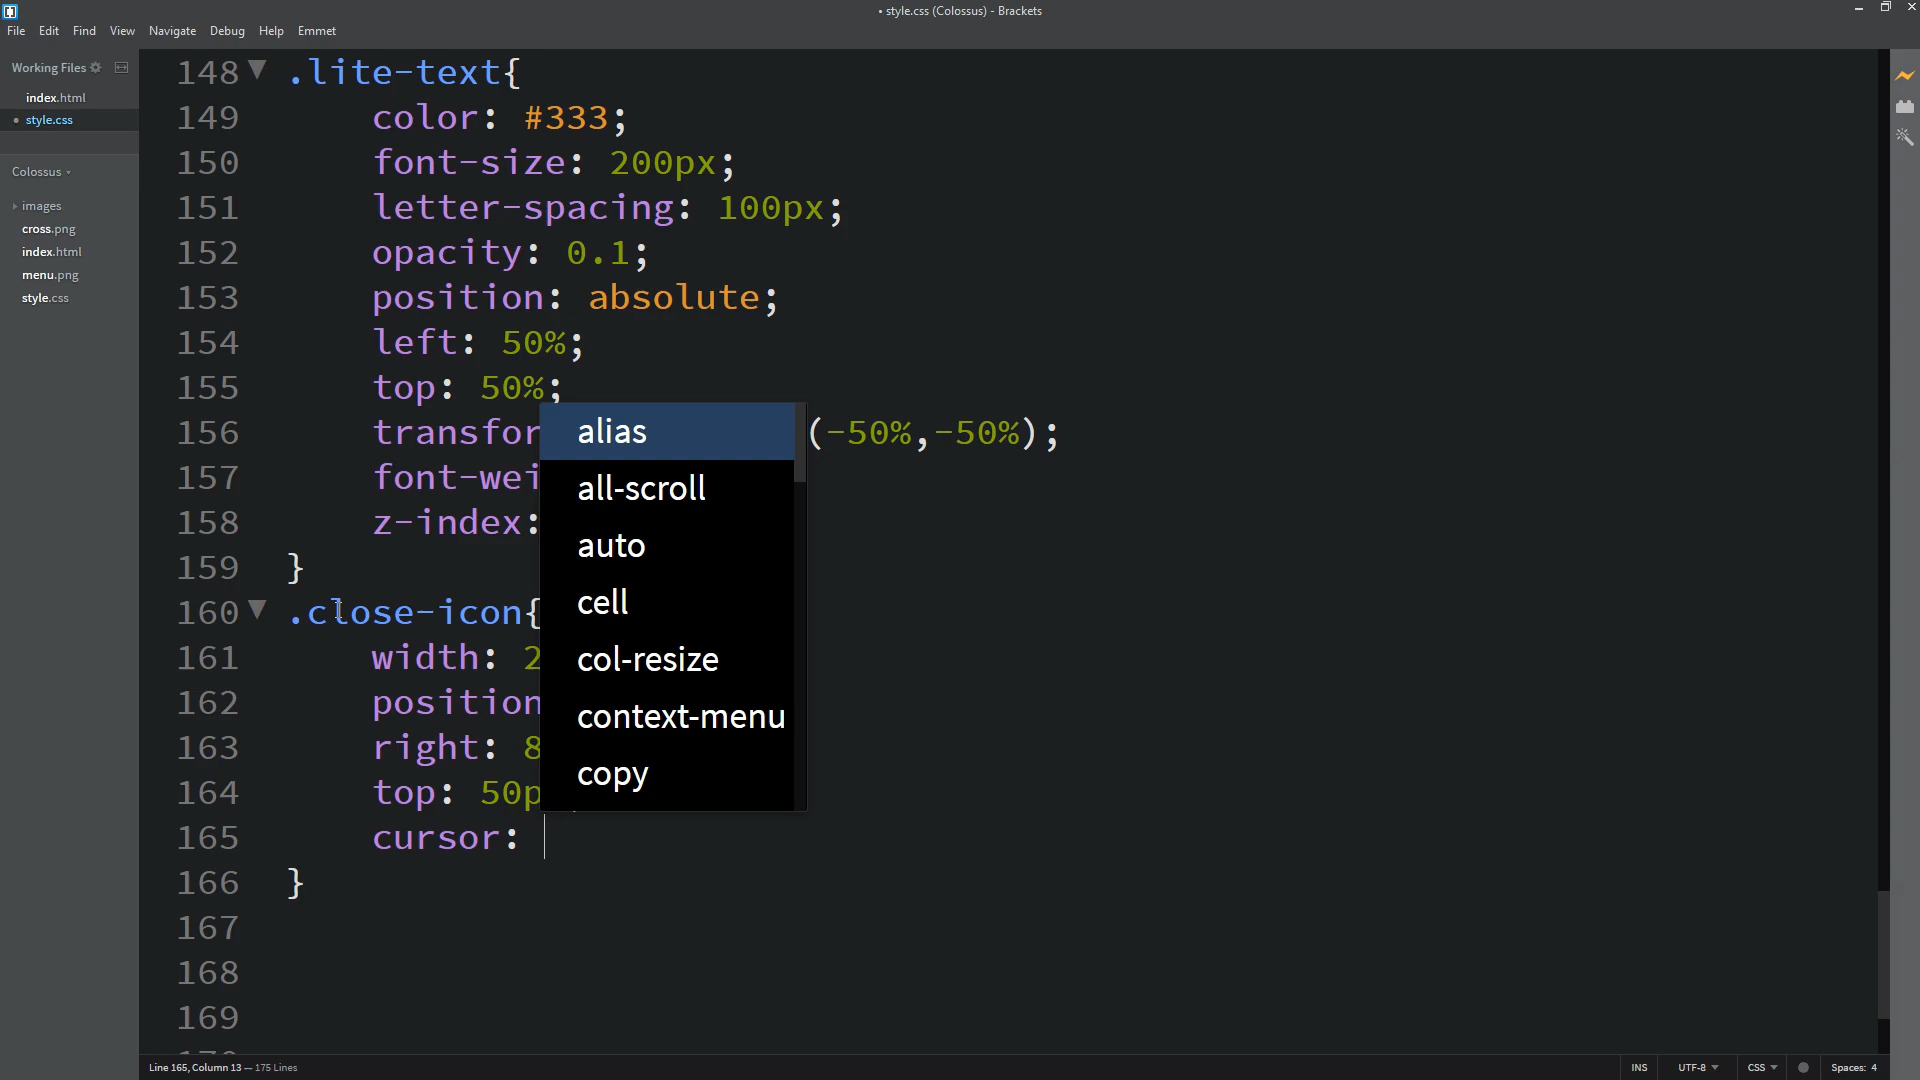 • style.css (Colossus) - Brackets
File Edit Find View Navigate Debug Help Emmet
Working Files
index.html
• style.css
Colossus
images
cross.png
index.html
menu.png
style.css
148 .lite-text{
149 color: #333;
150 font-size: 200px;
151 letter-spacing: 100px;
152 opacity: 0.1;
153 position: absolute;
154 left: 50%;
155 top: 50%;
156 transfor (-50%,-50%);
157 font-wei
158 z-index:
159 }
160 .close-icon{
161 width: 2
162 position
163 right: 8
164 top: 50p
165 cursor:
166 }
167
168
169
alias
all-scroll
auto
cell
col-resize
context-menu
copy
Line 165, Column 13 — 175 Lines
INS UTF-8 CSS Spaces: 4